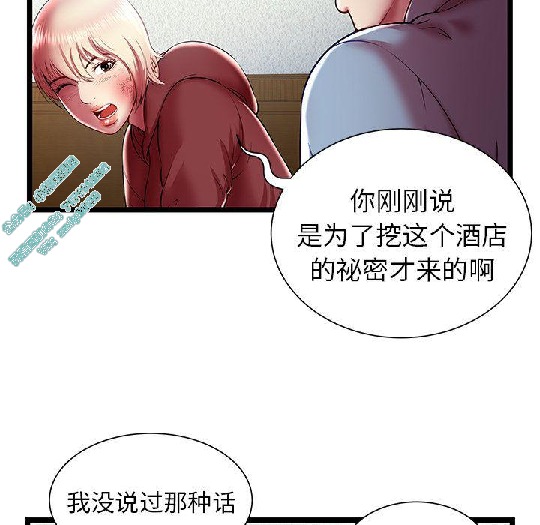 你刚刚说
是为了挖这个酒店
的祕密才来的啊
我没说过那种话